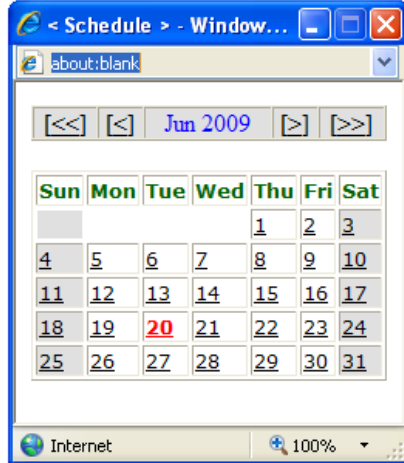 < Schedule > - Window...
about:blank
[<<] [<] Jun 2009 [>] [>>]
Sun Mon Tue Wed Thu Fri Sat
1 2 3
4 5 6 7 8 9 10
11 12 13 14 15 16 17
18 19 20 21 22 23 24
25 26 27 28 29 30 31
Internet 100%